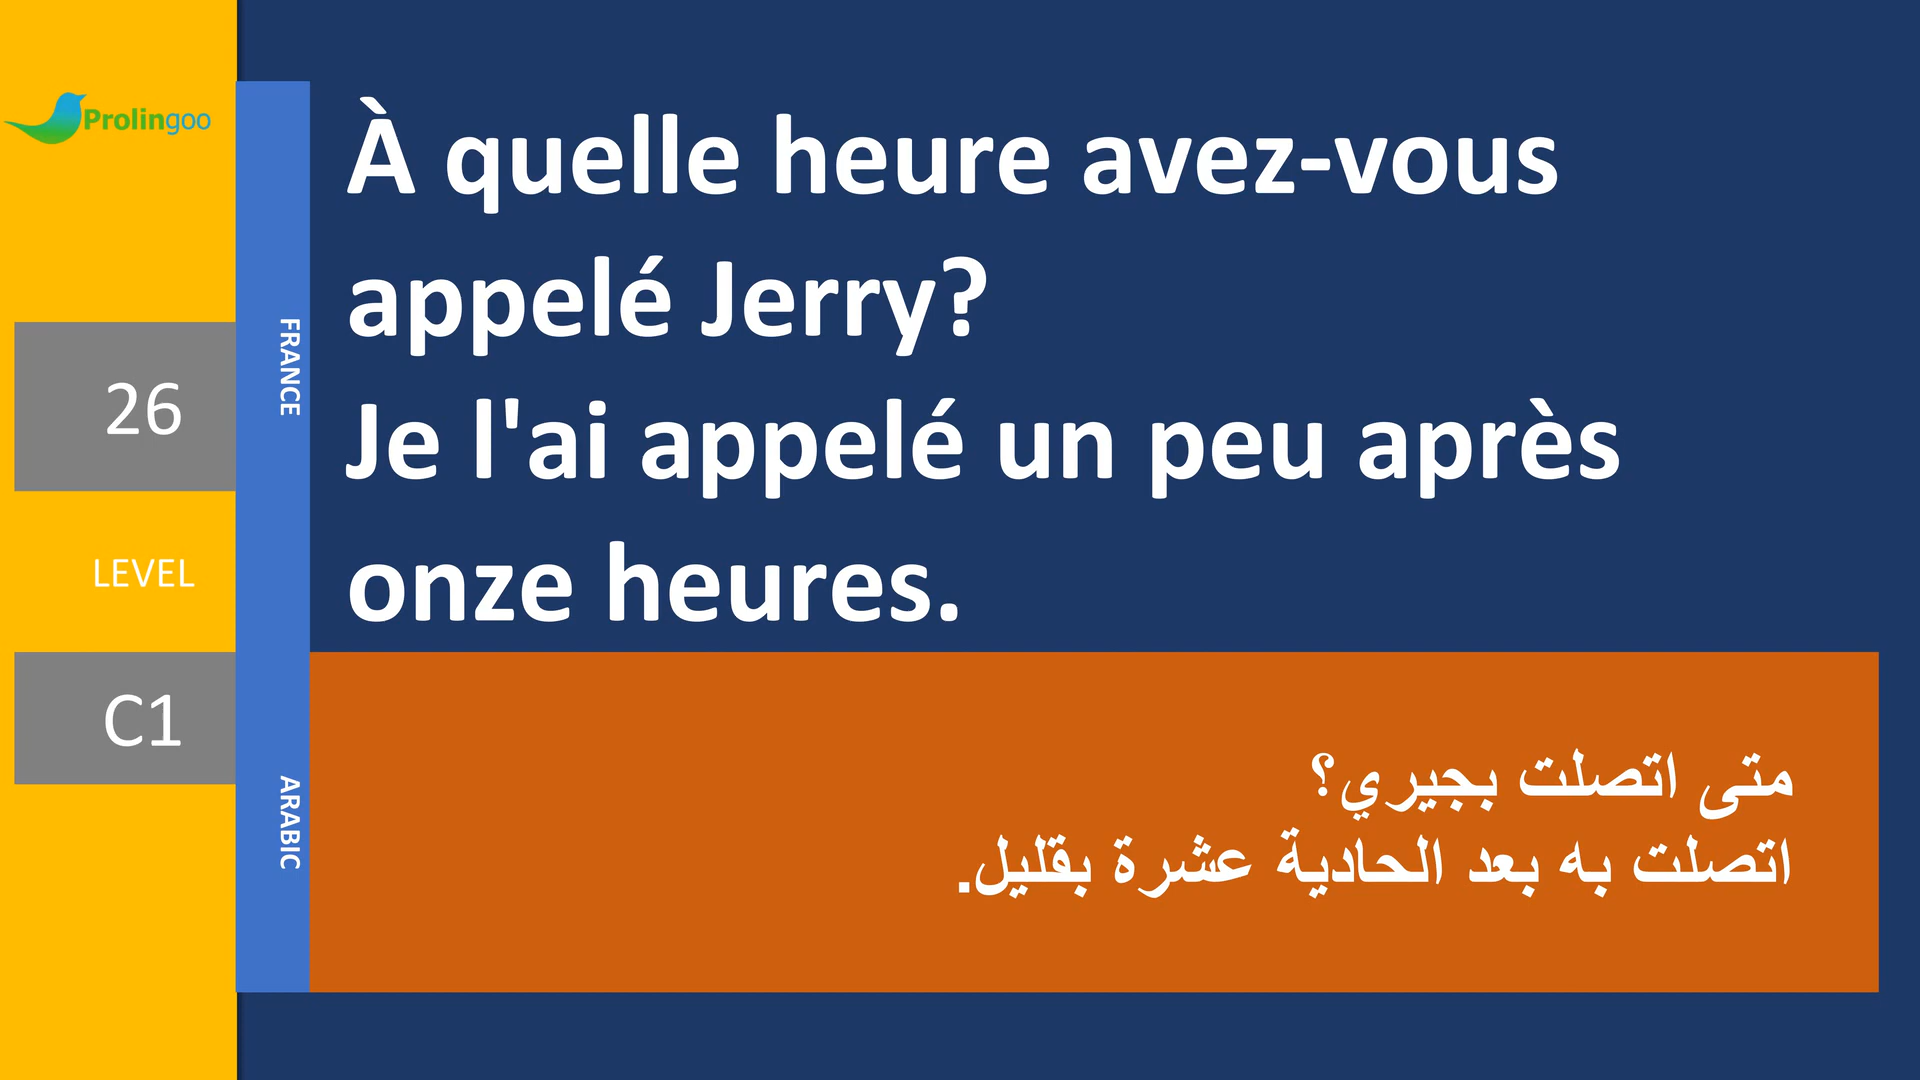 Prolingoo
26
LEVEL
C1
FRANCE
ARABIC
À quelle heure avez-vous
appelé Jerry?
Je l'ai appelé un peu après
onze heures.
متى اتصلت بجيري؟
اتصلت به بعد الحادية عشرة بقليل.